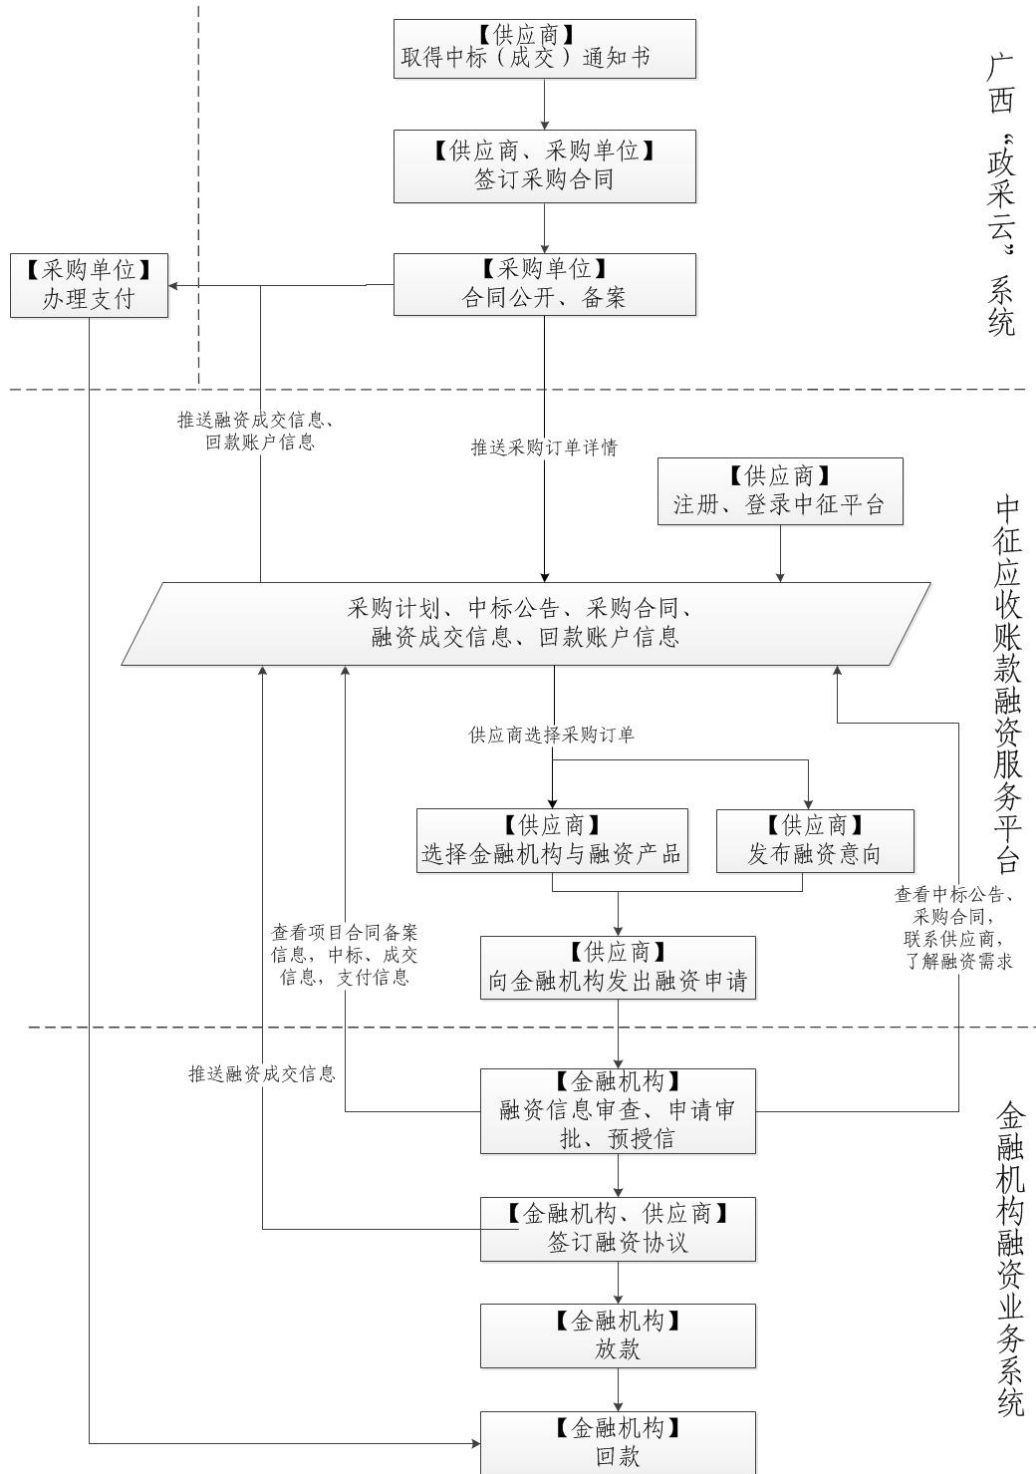 【供应商】
取得中标（成交）通知书
【供应商、采购单位】
签订采购合同
【采购单位】
合同公开、备案
【采购单位】
办理支付
广西“政采云”系统
推送融资成交信息、
回款账户信息
推送采购订单详情
【供应商】
注册、登录中征平台
采购计划、中标公告、采购合同、
融资成交信息、回款账户信息
供应商选择采购订单
【供应商】
选择金融机构与融资产品
【供应商】
发布融资意向
中征应收账款融资服务平台
查看项目合同备案
信息，中标、成交
信息，支付信息
【供应商】
向金融机构发出融资申请
查看中标公告、
采购合同，
联系供应商，
了解融资需求
推送融资成交信息
【金融机构】
融资信息审查、申请审
批、预授信
【金融机构、供应商】
签订融资协议
【金融机构】
放款
【金融机构】
回款
金融机构融资业务系统